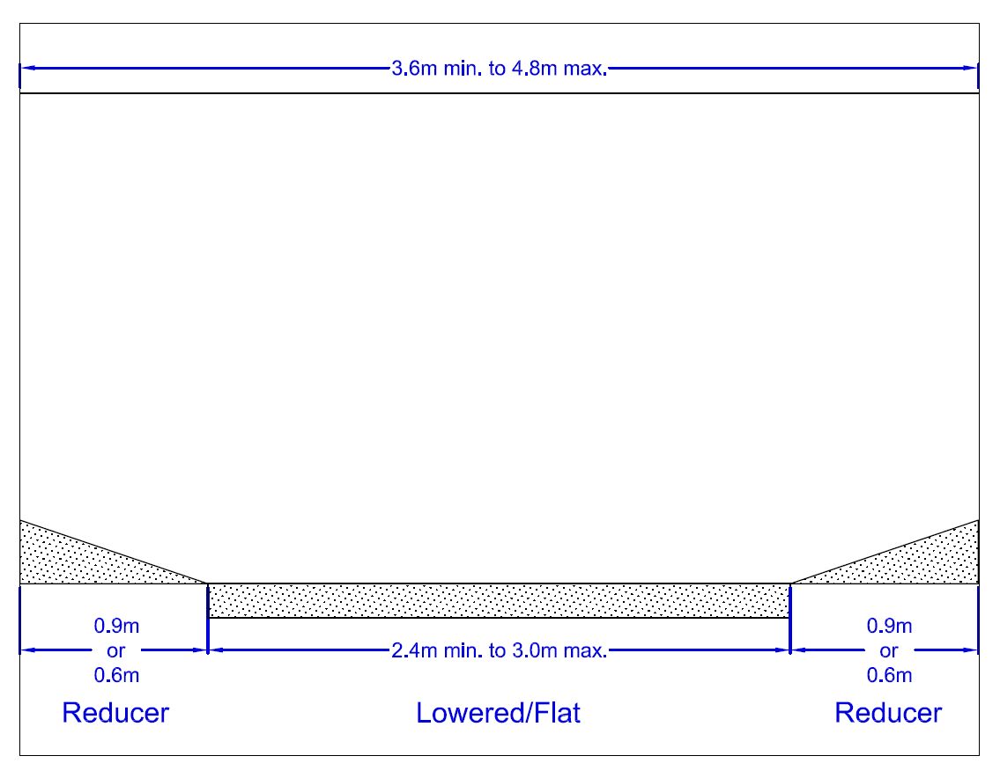 3.6m min. to 4.8m max.
0.9m
or
0.6m
2.4m min. to 3.0m max.
0.9m
or
0.6m
Reducer
Lowered/Flat
Reducer